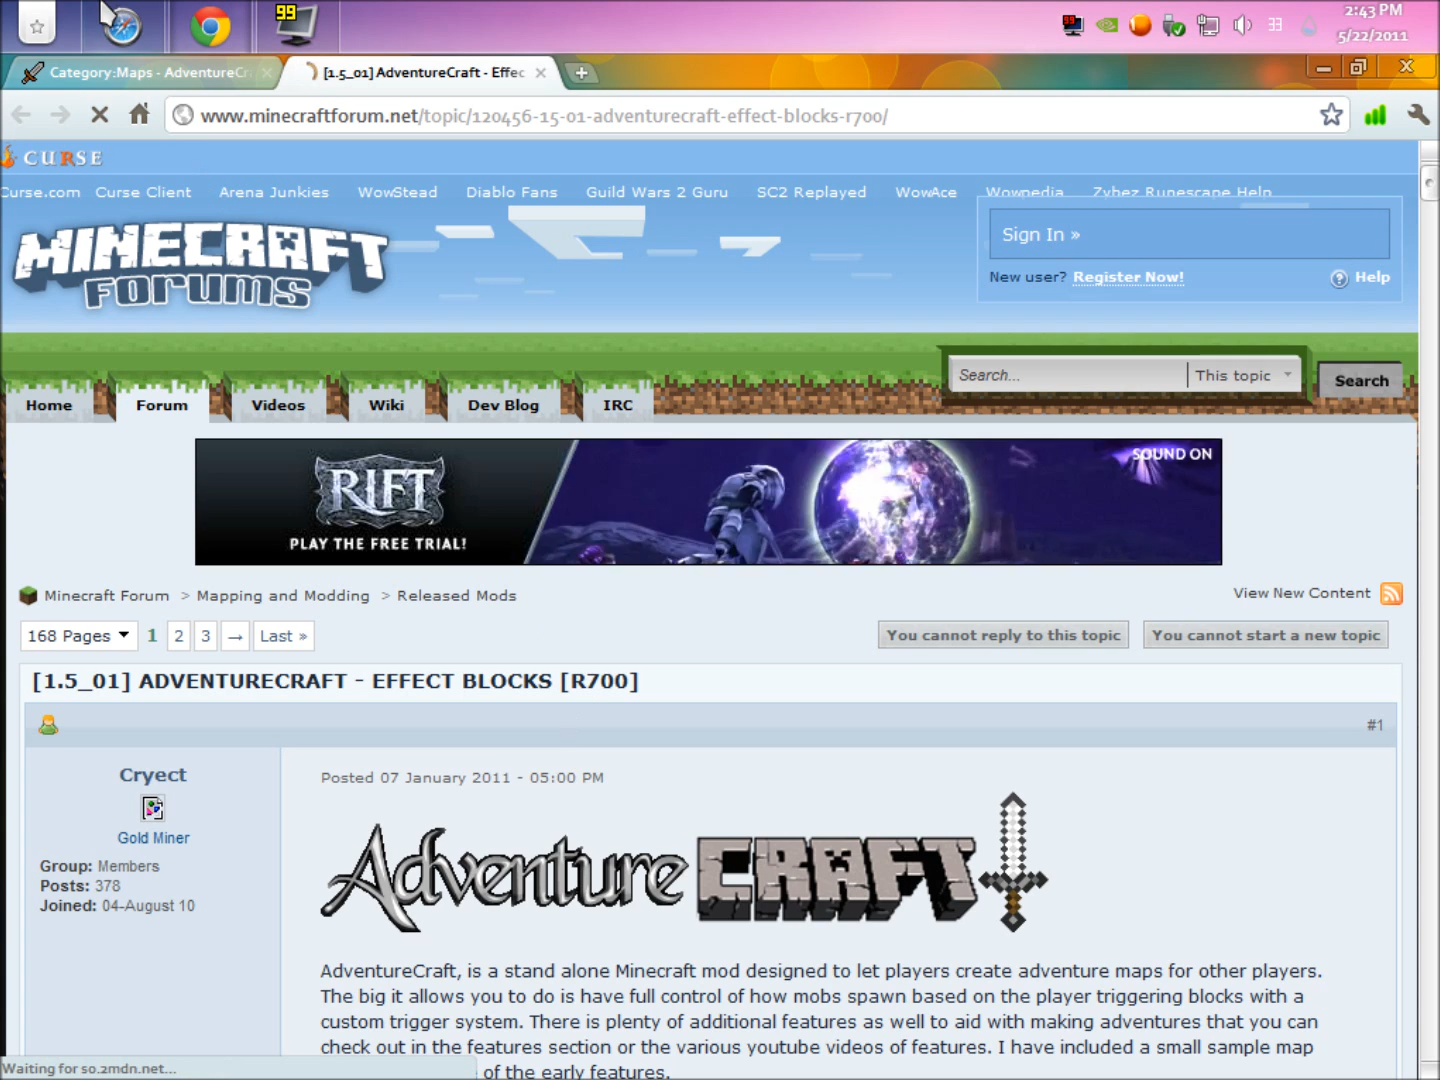 99
99
2:43 PM
5/22/2011
Category:Maps - AdventureCr
[1.5_01] AdventureCraft - Effec
www.minecraftforum.net/topic/120456-15-01-adventurecraft-effect-blocks-r700/
CURSE
Curse.com Curse Client Arena Junkies WowStead Diablo Fans Guild Wars 2 Guru SC2 Replayed WowAce Wowpedia Zybez Runescape Help
MINECRAFT
FORUMS
Sign In »
New user? Register Now!
Help
Search...
This topic
Search
Home
Forum
Videos
Wiki
Dev Blog
IRC
RIFT
PLAY THE FREE TRIAL!
SOUND ON
Minecraft Forum > Mapping and Modding > Released Mods
View New Content
168 Pages 1 2 3 → Last »
You cannot reply to this topic
You cannot start a new topic
[1.5_01] ADVENTURECRAFT - EFFECT BLOCKS [R700]
#1
Cryect
Gold Miner
Group: Members
Posts: 378
Joined: 04-August 10
Posted 07 January 2011 - 05:00 PM
Adventure CRAFT
AdventureCraft, is a stand alone Minecraft mod designed to let players create adventure maps for other players.
The big it allows you to do is have full control of how mobs spawn based on the player triggering blocks with a
custom trigger system. There is plenty of additional features as well to aid with making adventures that you can
check out in the features section or the various youtube videos of features. I have included a small sample map
of the early features.
Waiting for so.2mdn.net...